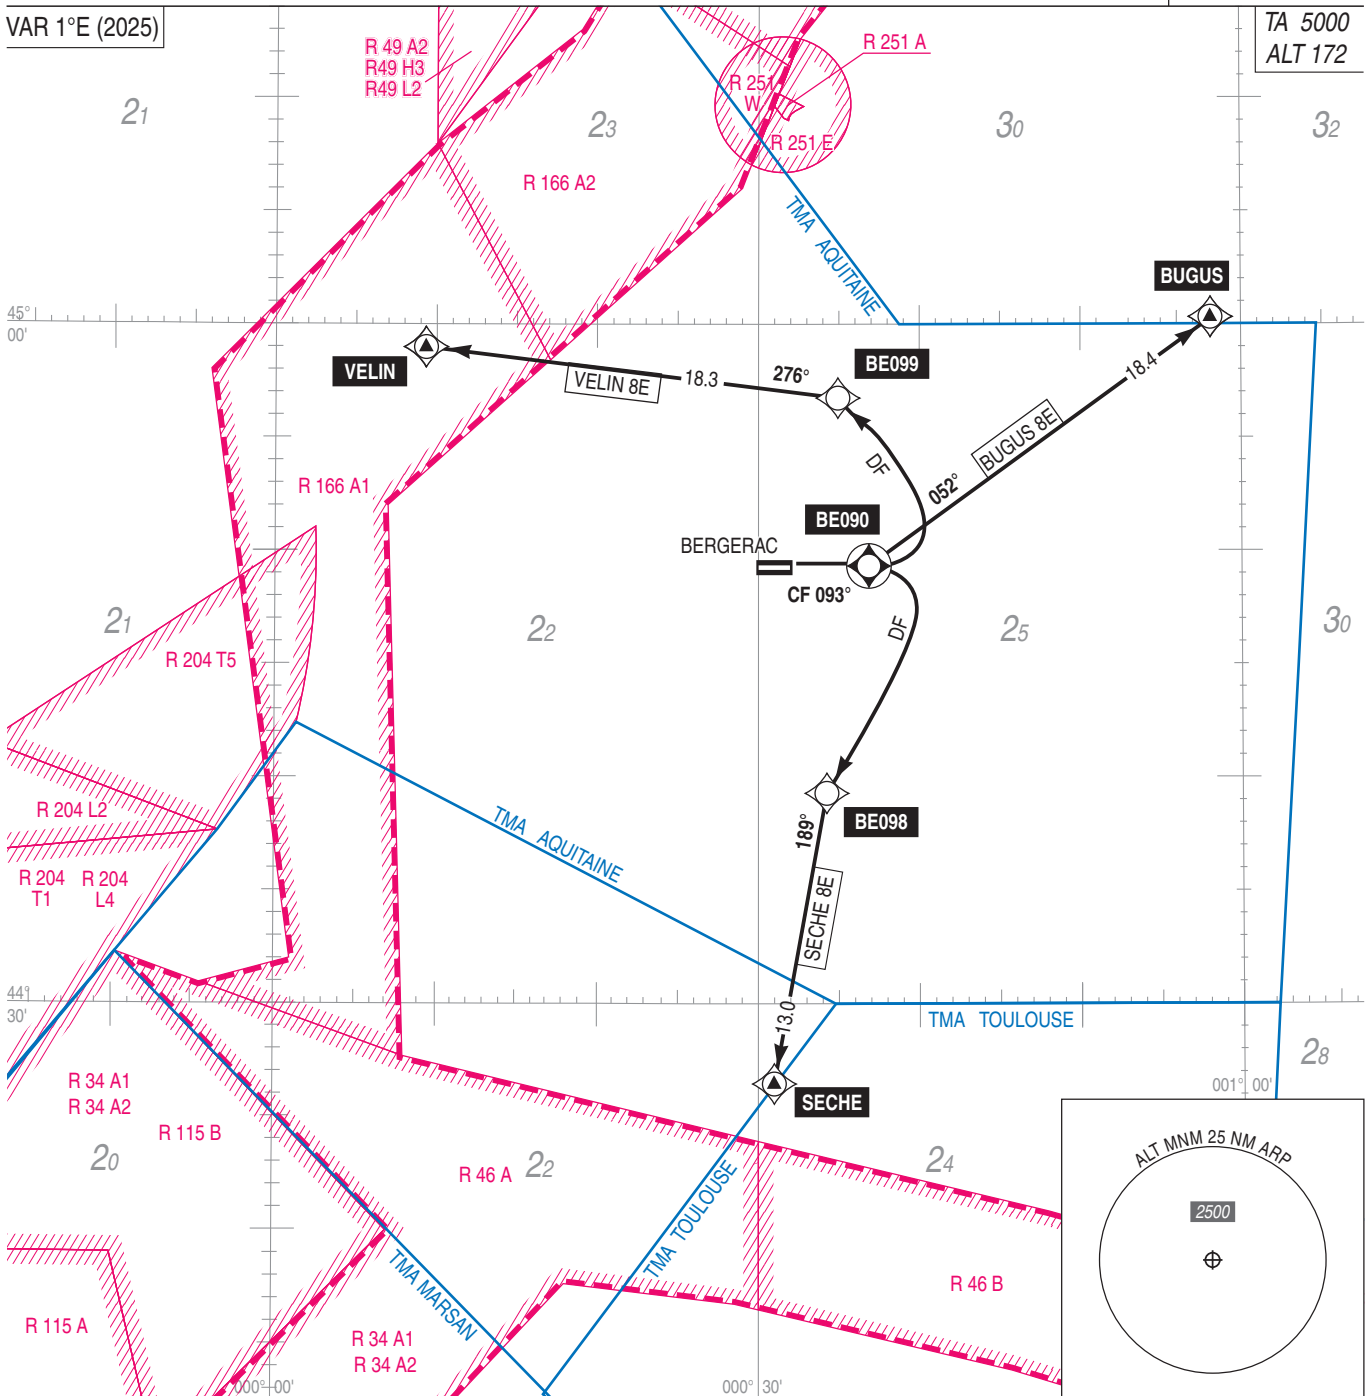 VAR 1°E (2025)
TA 5000
ALT 172
R 49 A2
R49 H3
R49 L2
R 251 A
R 251
W
R 251 E
21
23
30
32
R 166 A2
TMA AQUITAINE
BUGUS
45°
00'
VELIN
BE099
276°
18.3
VELIN 8E
18.4
BUGUS 8E
DF
052°
R 166 A1
BE090
BERGERAC
CF 093°
21
22
25
30
DF
R 204 T5
R 204 L2
TMA AQUITAINE
BE098
189°
R 204
T1
R 204
L4
SECHE 8E
44°
30'
13.0
TMA TOULOUSE
28
001° 00'
R 34 A1
R 34 A2
SECHE
R 115 B
20
R 46 A
22
24
ALT MNM 25 NM ARP
2500
TMA TOULOUSE
TMA MARSAN
R 46 B
R 115 A
R 34 A1
R 34 A2
000° 00'
000° 30'